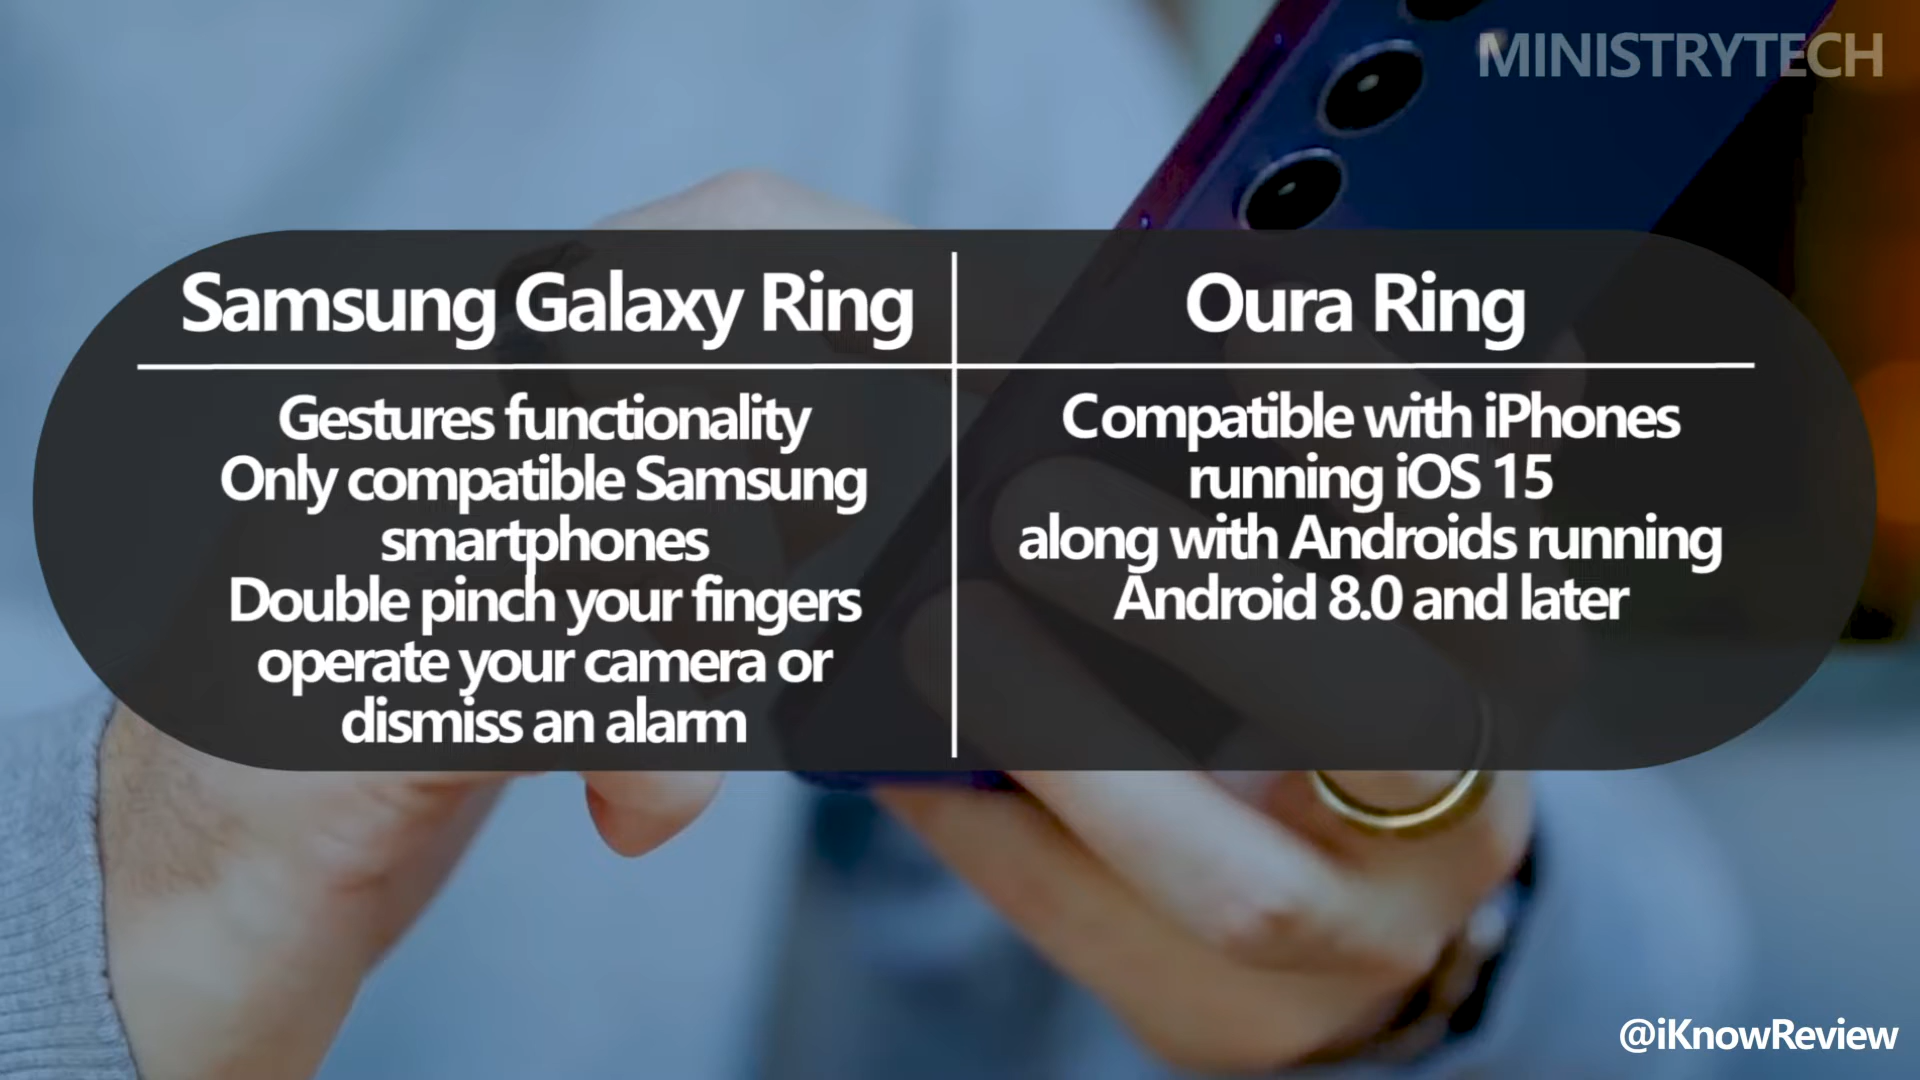 MINISTRYTECH
Samsung Galaxy Ring
Gestures functionality
Only compatible Samsung
smartphones
Double pinch your fingers
operate your camera or
dismiss an alarm
Oura Ring
Compatible with iPhones
running iOS 15
along with Androids running
Android 8.0 and later
@iKnowReview